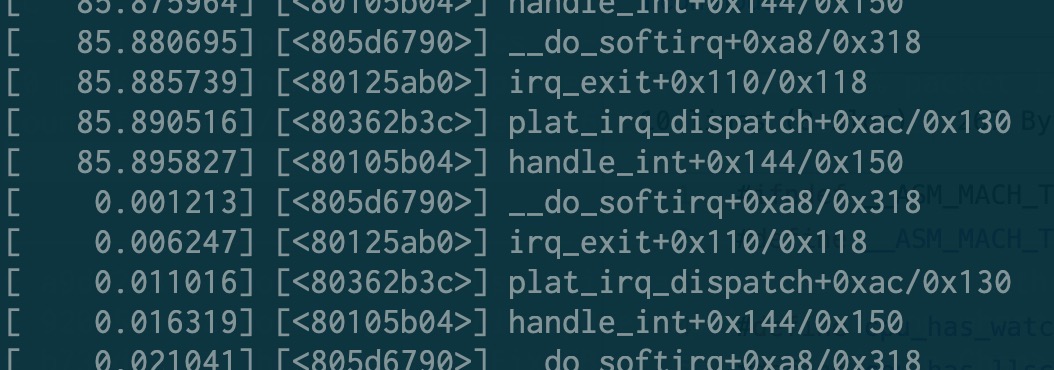 [   85.875964] [<80105b04>] handle_int+0x144/0x150
[   85.880695] [<805d6790>] __do_softirq+0xa8/0x318
[   85.885739] [<80125ab0>] irq_exit+0x110/0x118
[   85.890516] [<80362b3c>] plat_irq_dispatch+0xac/0x130
[   85.895827] [<80105b04>] handle_int+0x144/0x150
[    0.001213] [<805d6790>] __do_softirq+0xa8/0x318
[    0.006247] [<80125ab0>] irq_exit+0x110/0x118
[    0.011016] [<80362b3c>] plat_irq_dispatch+0xac/0x130
[    0.016319] [<80105b04>] handle_int+0x144/0x150
[    0.021041] [<805d6790>] __do_softirq+0xa8/0x318